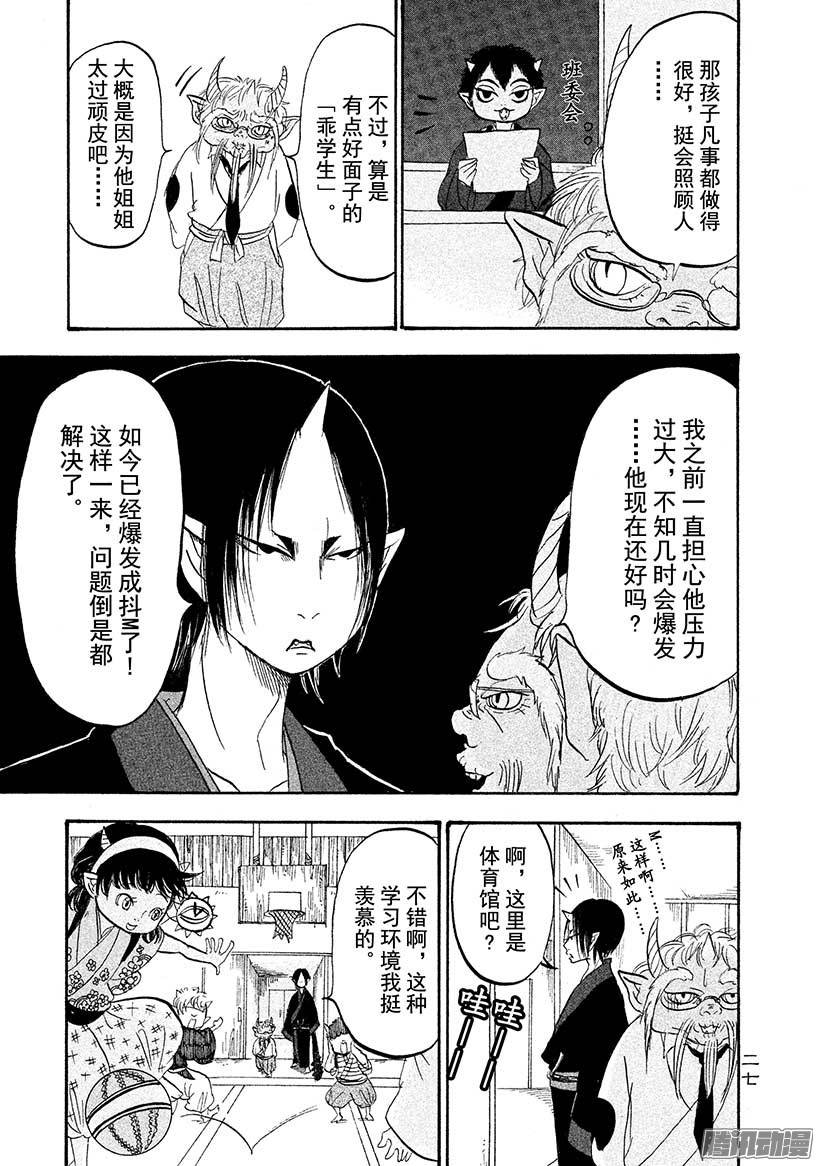 那孩子凡事都做得
很好，挺会照顾人
……
班委会。。
不过，算是
有点好面子的
「乖学生」。
大概是因为他姐姐
太过顽皮吧……
我之前一直担心他压力
过大，不知几时会爆发
……他现在还好吗？
如今已经爆发成抖M了！
这样一来，问题倒是都
解决了。
M……
这样啊……
原来如此……
啊，这里是
体育馆吧？
哇——
哇——
不错啊，这种
学习环境我挺
羡慕的。
二七
腾讯动漫